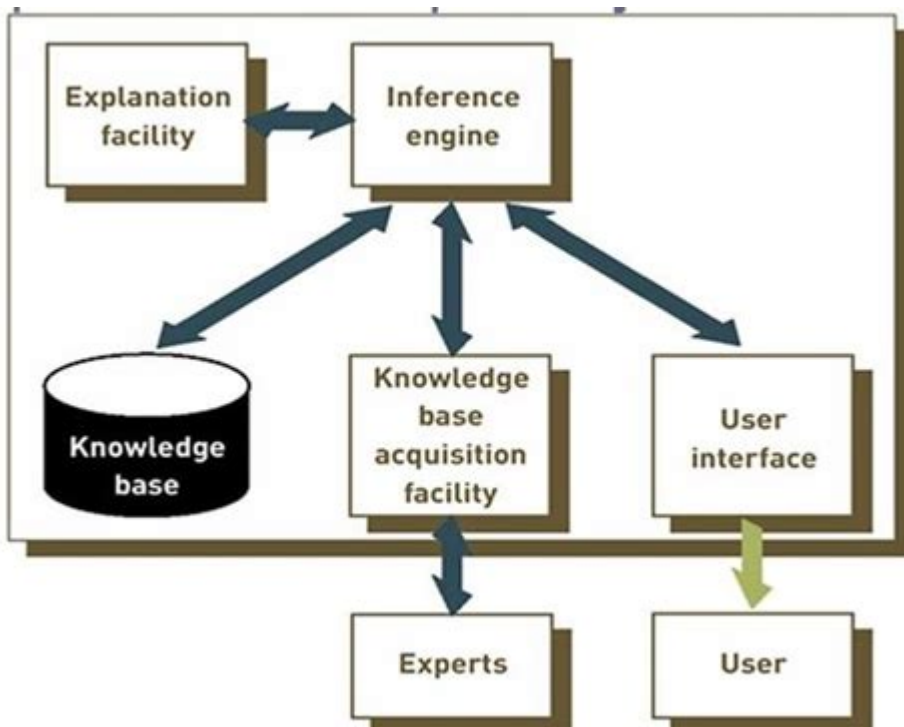 Explanation
facility
Inference
engine
Knowledge
base
Knowledge
base
acquisition
facility
User
interface
Experts
User